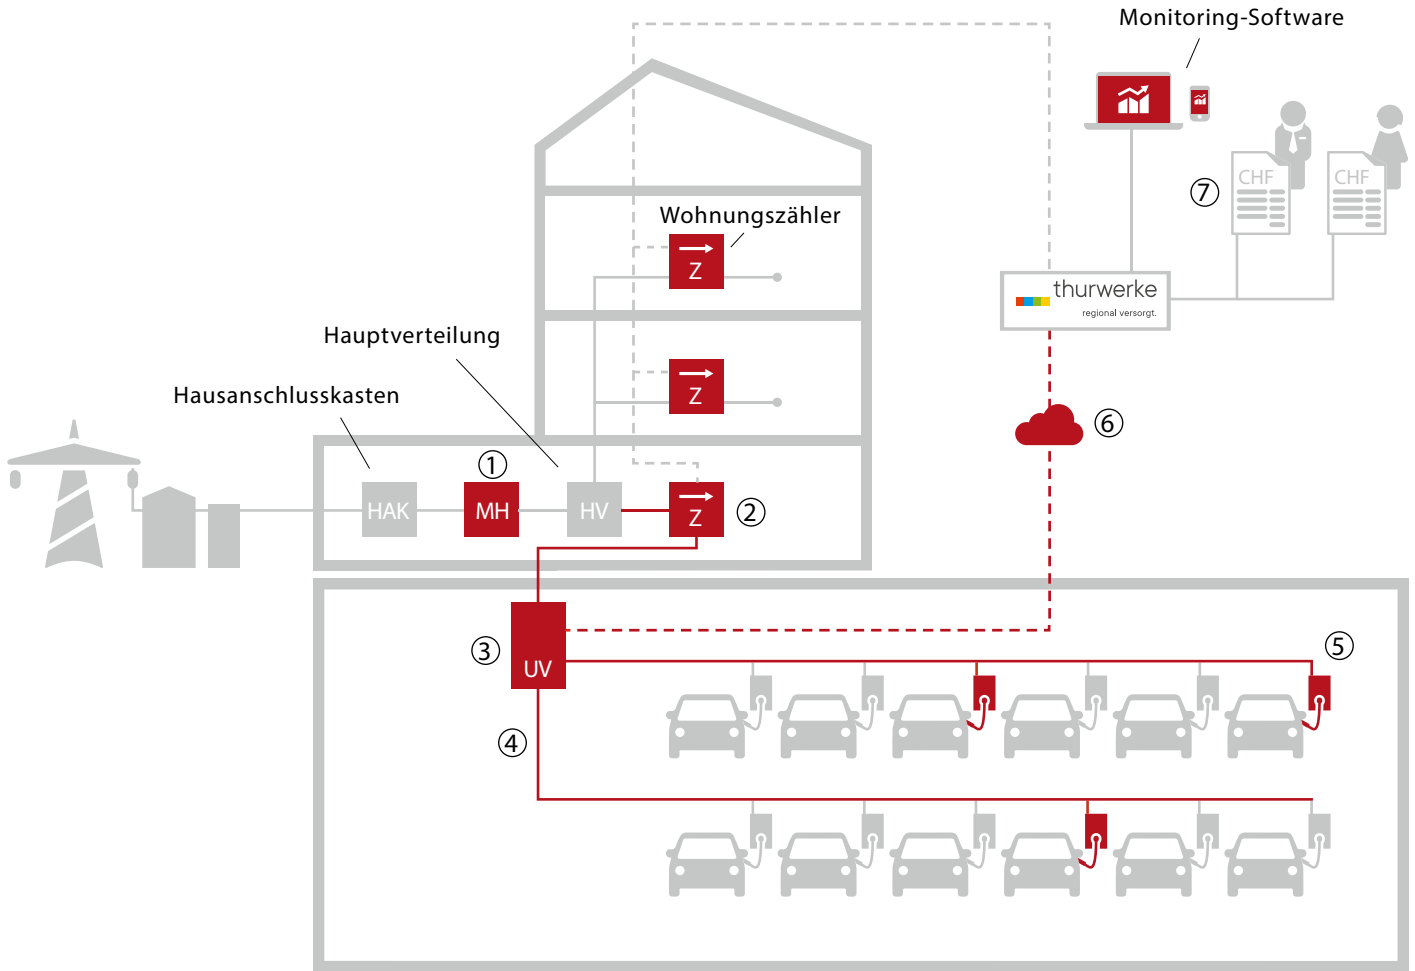 Monitoring-Software
⑦
CHF
CHF
Wohnungszähler
Z
thurwerke
regional versorgt.
Hauptverteilung
Z
Hausanschlusskasten
⑥
①
HAK
MH
HV
Z
②
③
UV
⑤
④